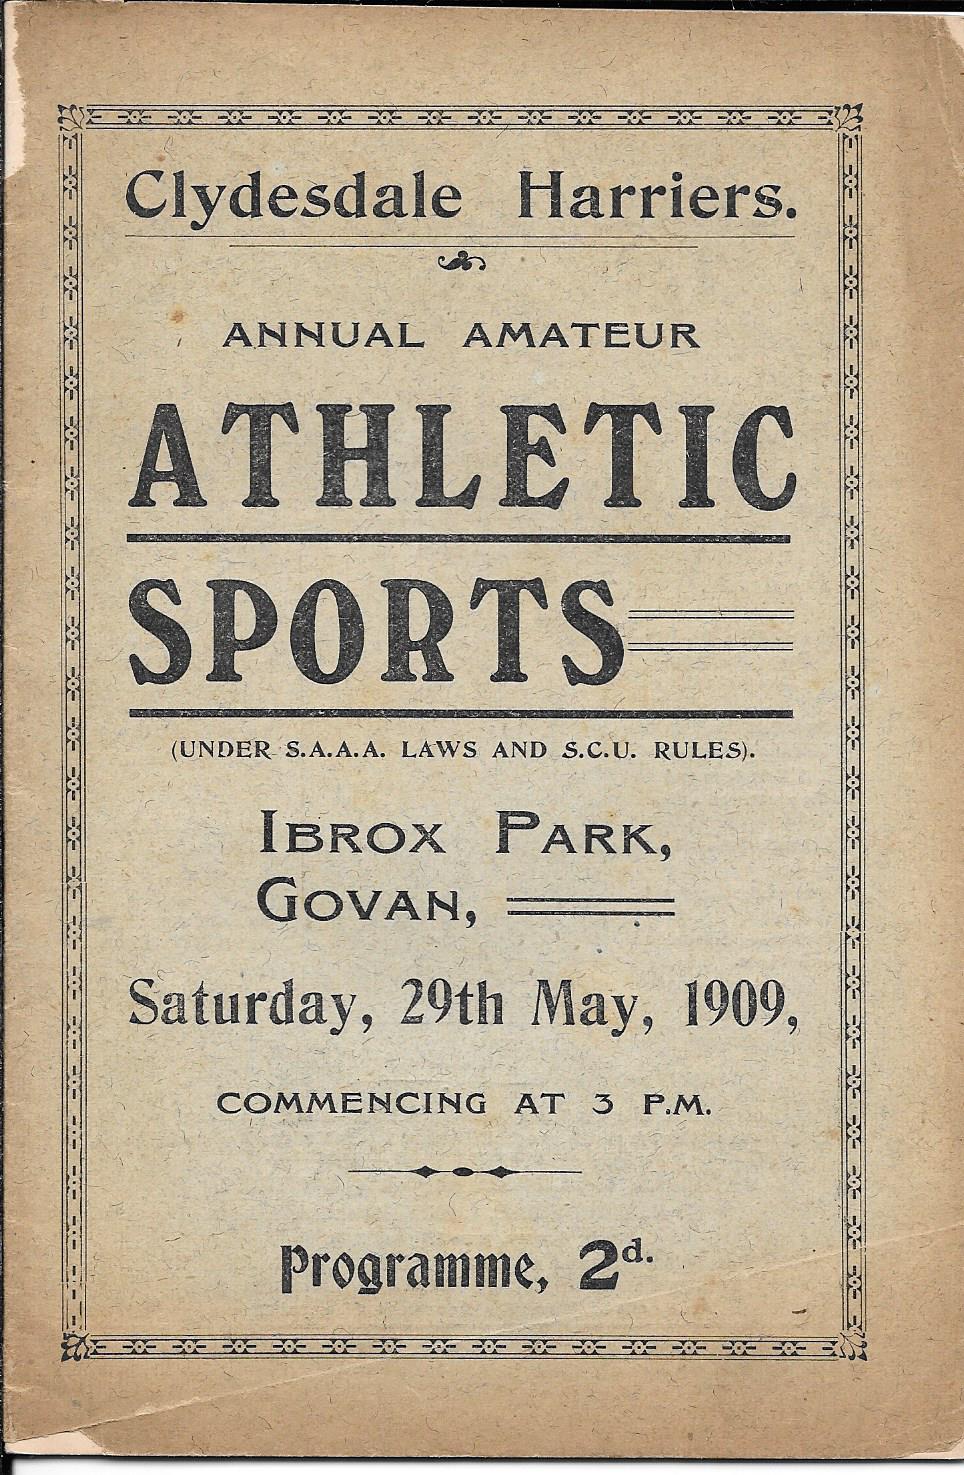 Clydesdale Harriers.
ANNUAL AMATEUR
ATHLETIC
SPORTS
(UNDER S.A.A.A. LAWS AND S.C.U. RULES).
IBROX PARK,
GOVAN,
Saturday, 29th May, 1909,
COMMENCING AT 3 P.M.
Programme, 2d.